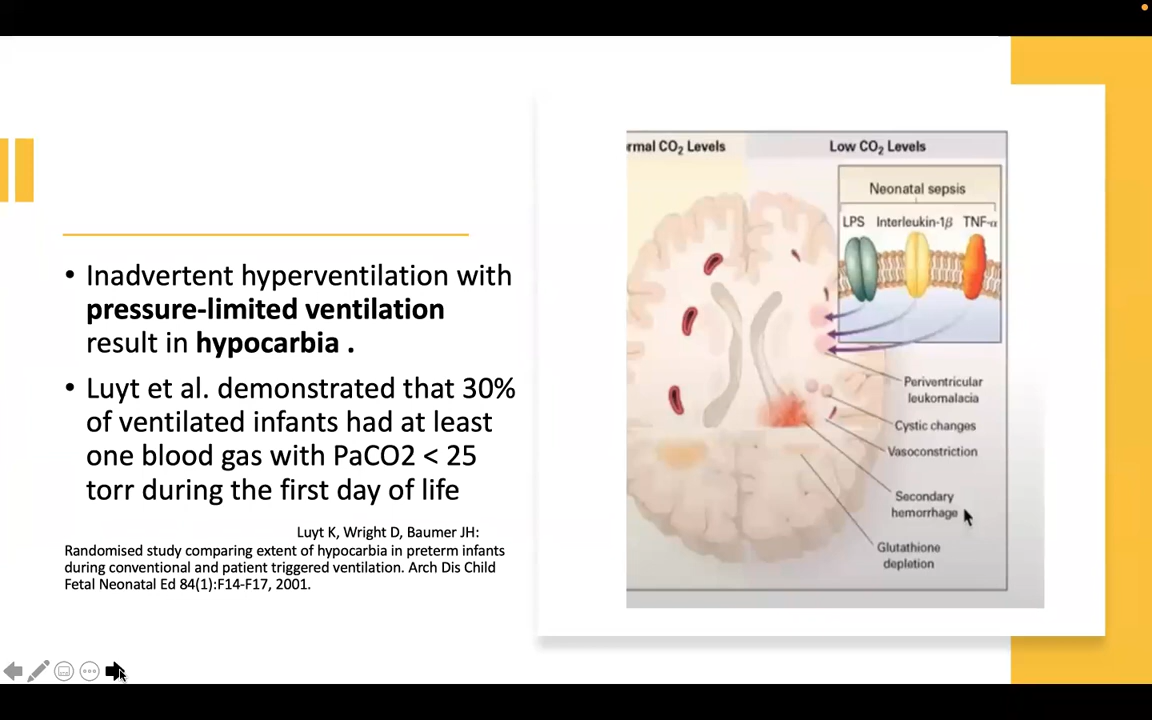 • Inadvertent hyperventilation with
pressure-limited ventilation
result in hypocarbia .
• Luyt et al. demonstrated that 30%
of ventilated infants had at least
one blood gas with PaCO2 < 25
torr during the first day of life
Luyt K, Wright D, Baumer JH:
Randomised study comparing extent of hypocarbia in preterm infants
during conventional and patient triggered ventilation. Arch Dis Child
Fetal Neonatal Ed 84(1):F14-F17, 2001.
rmal CO₂ Levels
Low CO₂ Levels
Neonatal sepsis
LPS Interleukin-1β TNF-α
Periventricular
leukomalacia
Cystic changes
Vasoconstriction
Secondary
hemorrhage
Glutathione
depletion